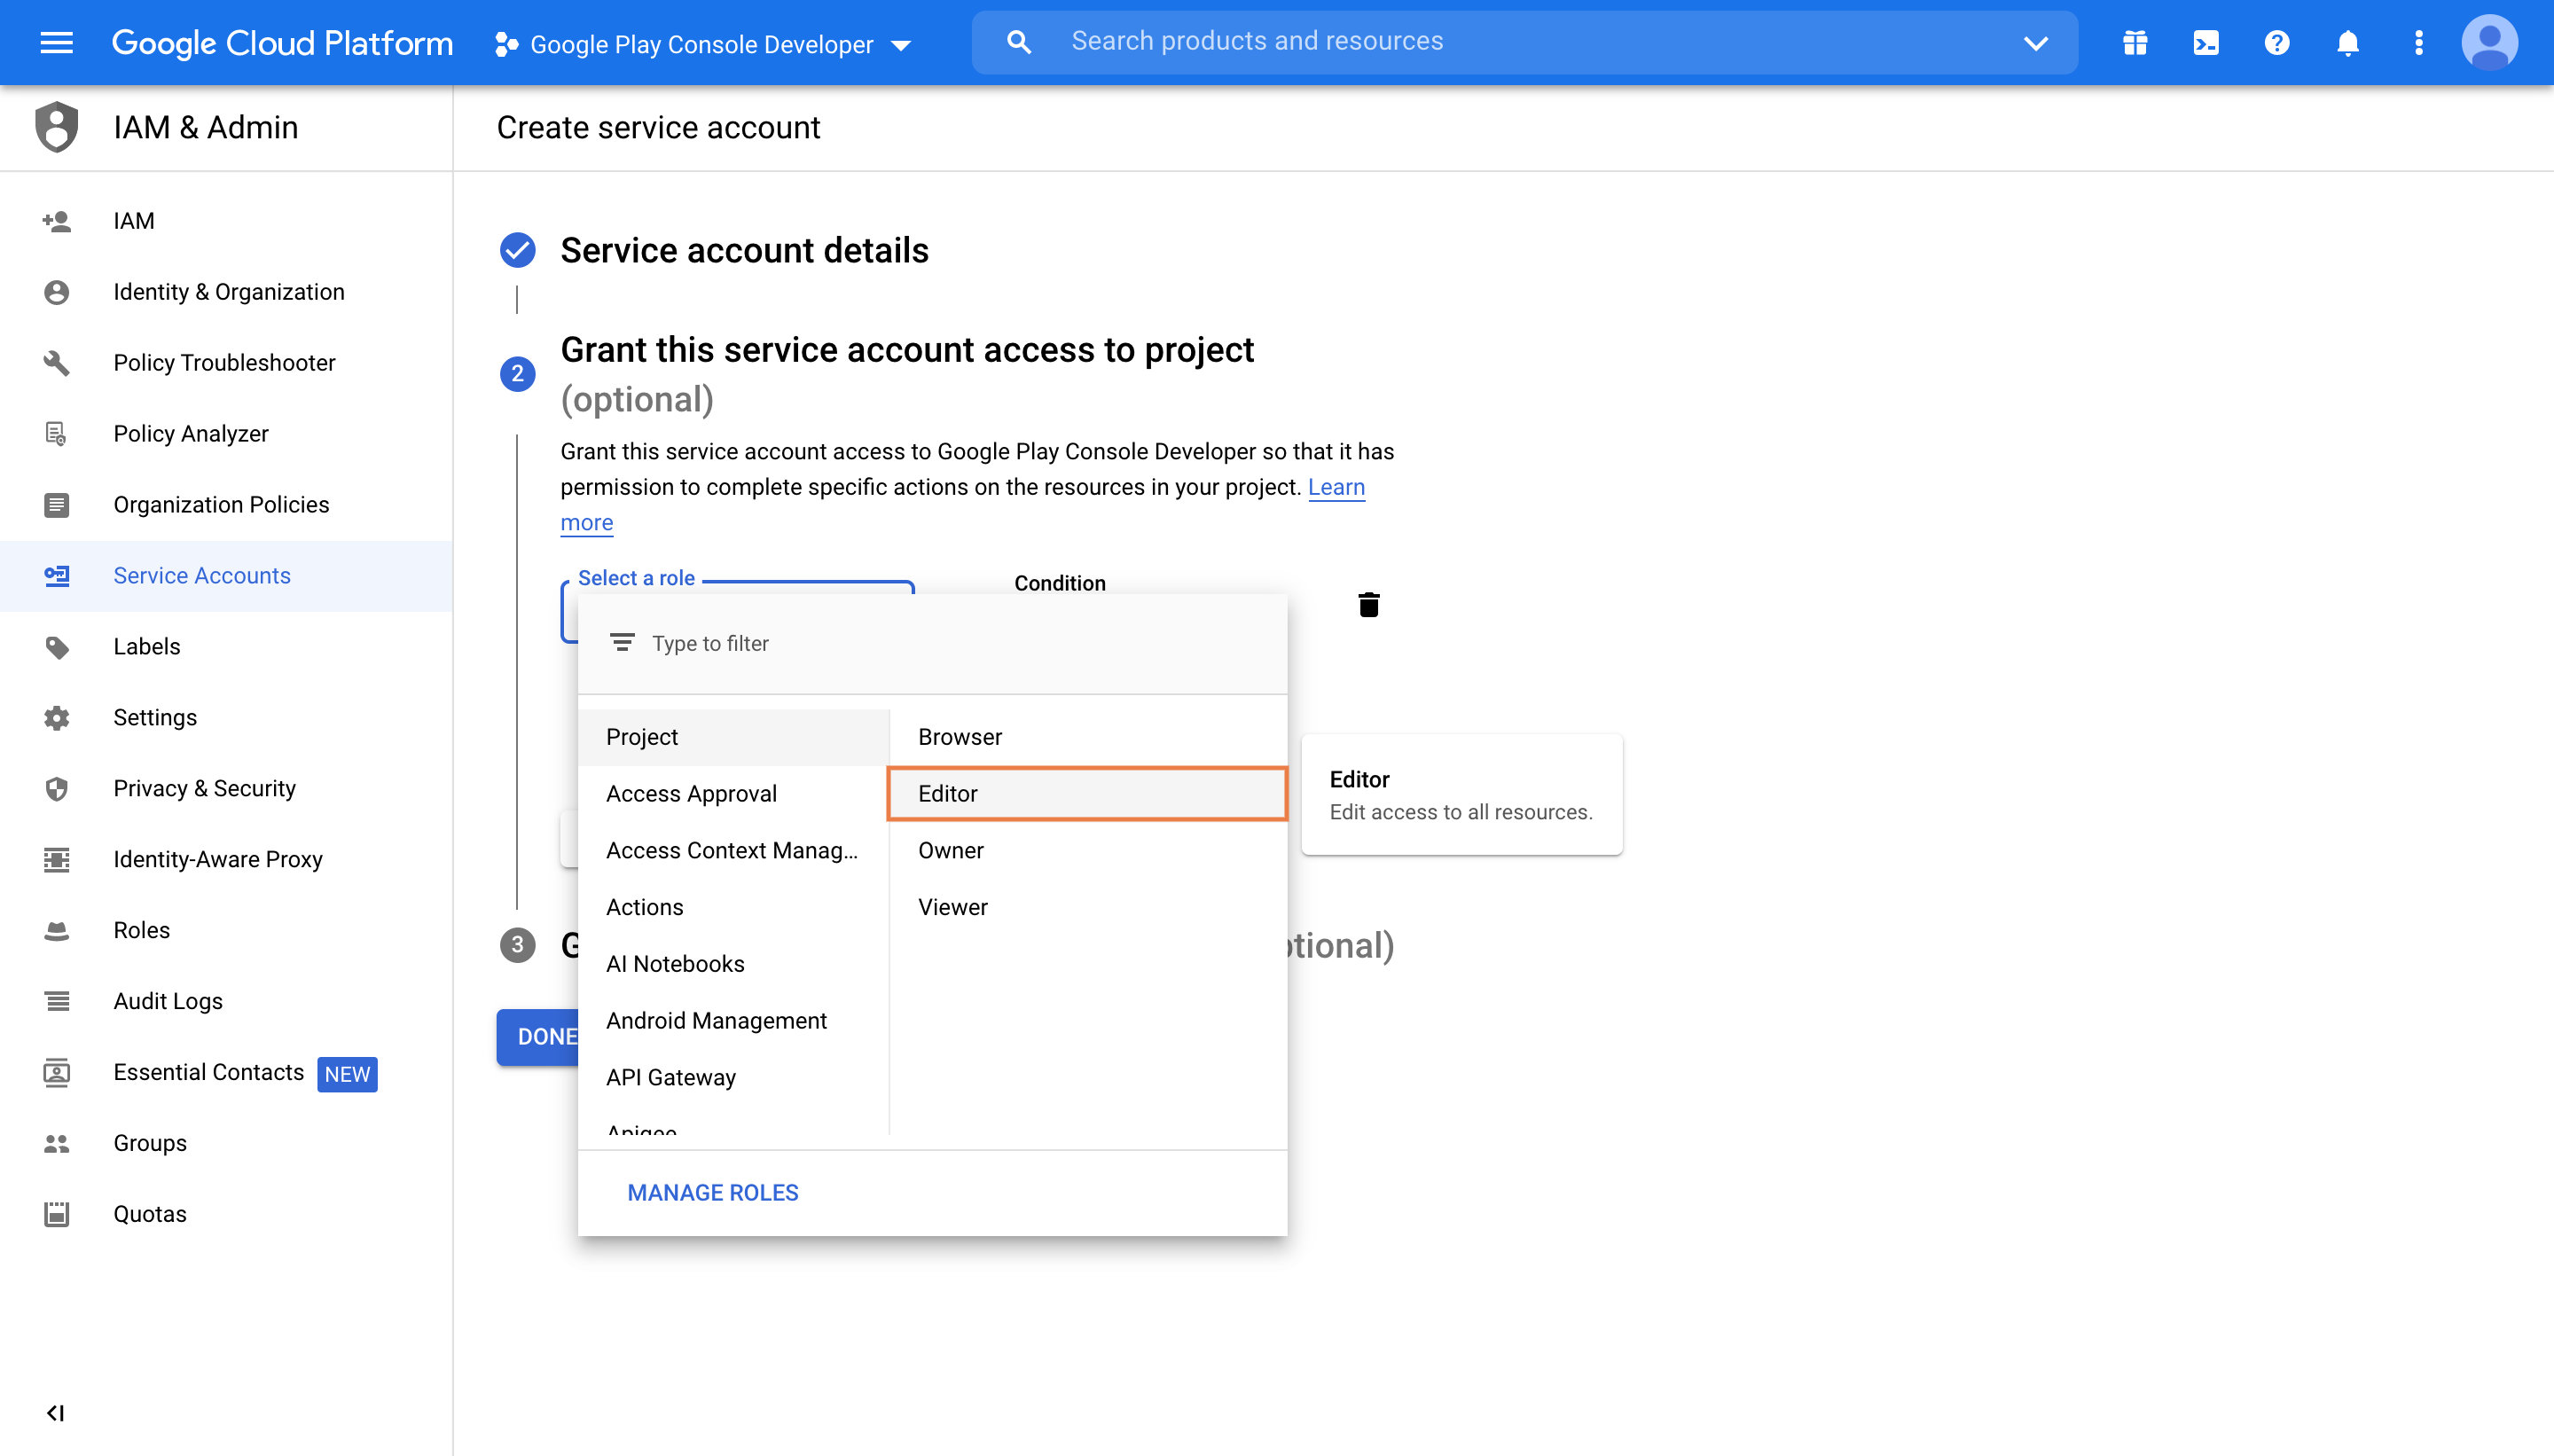 Google Cloud Platform
Google Play Console Developer
Search products and resources
IAM & Admin
Create service account
IAM
Identity & Organization
Policy Troubleshooter
Policy Analyzer
Organization Policies
Service Accounts
Labels
Settings
Privacy & Security
Identity-Aware Proxy
Roles
Audit Logs
Essential Contacts NEW
Groups
Quotas
Service account details
2
Grant this service account access to project
(optional)
Grant this service account access to Google Play Console Developer so that it has
permission to complete specific actions on the resources in your project. Learn
more
Select a role
Condition
Type to filter
Project
Access Approval
Access Context Manag...
Actions
AI Notebooks
Android Management
API Gateway
Apigee
Browser
Editor
Owner
Viewer
Editor
Edit access to all resources.
MANAGE ROLES
3
DONE